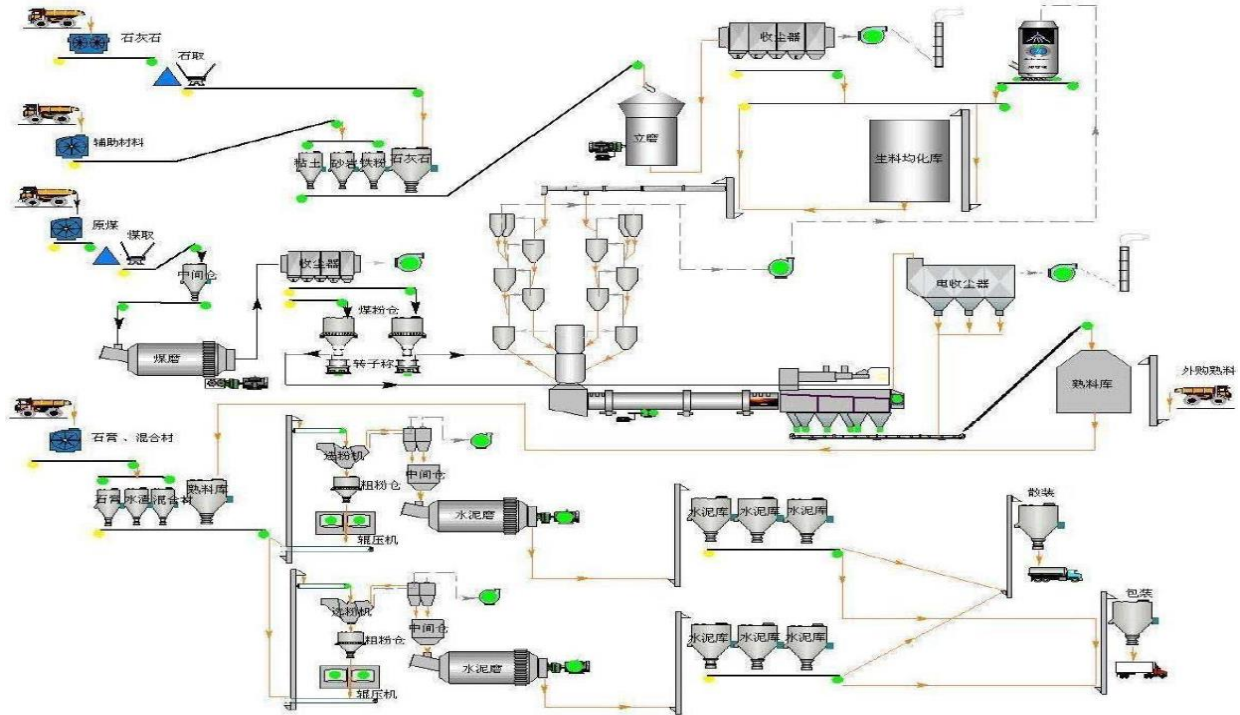 石灰石
石取
收尘器
辅助材料
立磨
粘土
砂岩
铁粉
石灰石
生料均化库
原煤
煤取
中间仓
收尘器
电收尘器
煤粉仓
煤磨
转子称
熟料库
外购熟料
石膏、混合材
选粉机
石膏
水渣
混合材
熟料库
粗粉仓
中间仓
水泥磨
辊压机
水泥库
水泥库
水泥库
散装
选粉机
粗粉仓
中间仓
水泥磨
辊压机
水泥库
水泥库
水泥库
包装